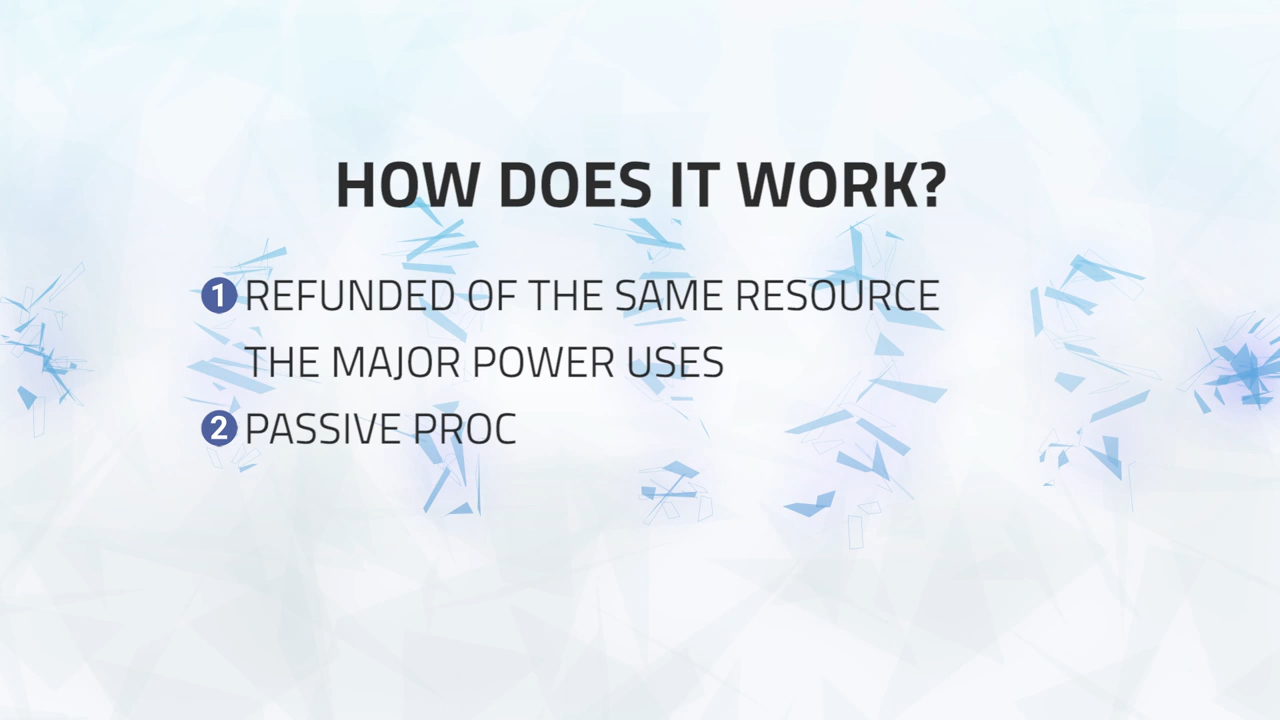 HOW DOES IT WORK?
1 REFUNDED OF THE SAME RESOURCE
THE MAJOR POWER USES
2 PASSIVE PROC